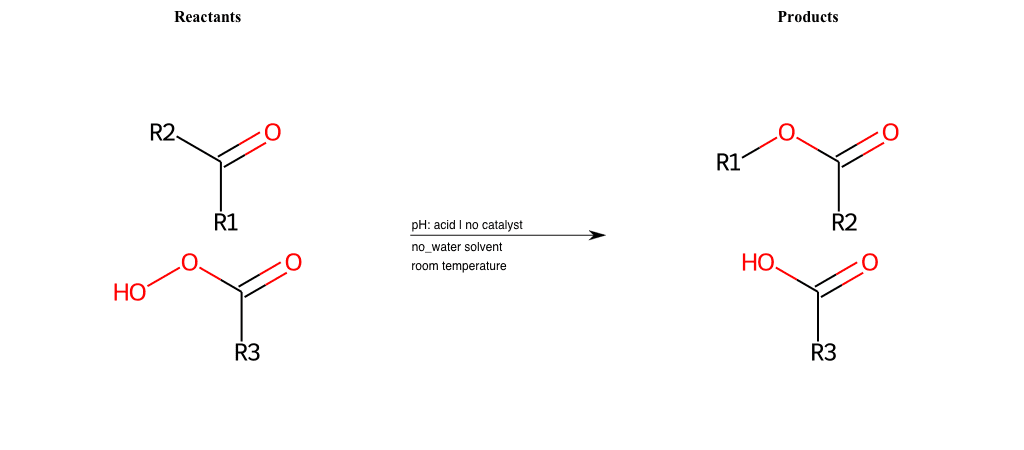 Reactants
Products
R2
O
R1
HO
O
O
R3
pH: acid | no catalyst
no_water solvent
room temperature
R1
O
O
R2
HO
O
R3